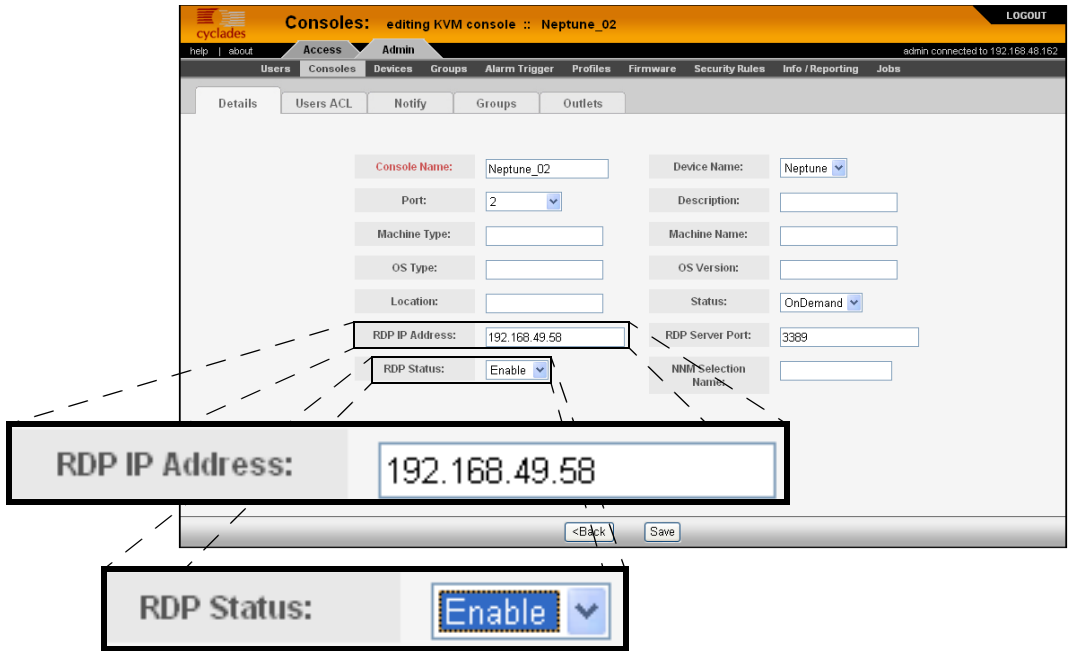 LOGOUT
cyclades
Consoles: editing KVM console :: Neptune_02
help | about
Access Admin
admin connected to 192.168.48.162
Users Consoles Devices Groups Alarm Trigger Profiles Firmware Security Rules Info / Reporting Jobs
Details Users ACL Notify Groups Outlets
Console Name: Neptune_02 Device Name: Neptune
Port: 2 Description:
Machine Type: Machine Name:
OS Type: OS Version:
Location: Status: OnDemand
RDP IP Address: 192.168.49.58 RDP Server Port: 3389
RDP Status: Enable NNM Selection
Name:
RDP IP Address: 192.168.49.58
<Back Save
RDP Status: Enable